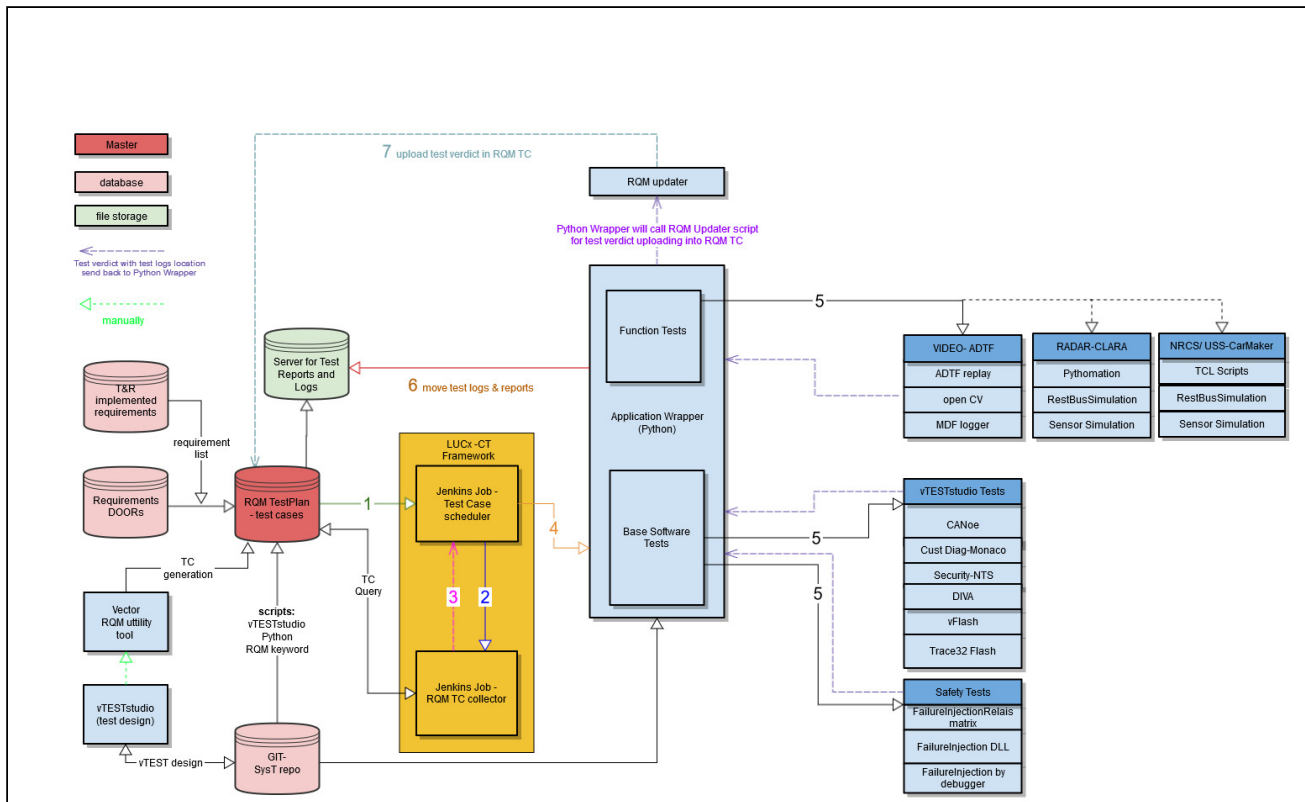 Master
database
file storage
Test verdict with test logs location
send back to Python Wrapper
manually
7 upload test verdict in RQM TC
RQM updater
Python Wrapper will call RQM Updater script
for test verdict uploading into RQM TC
Function Tests
5
VIDEO- ADTF
ADTF replay
open CV
MDF logger
RADAR-CLARA
Pythomation
RestBusSimulation
Sensor Simulation
NRCS/ USS-CarMaker
TCL Scripts
RestBusSimulation
Sensor Simulation
Server for Test
Reports and
Logs
6 move test logs & reports
Application Wrapper
(Python)
T&R
implemented
requirements
requirement
list
Requirements
DOORs
RQM TestPlan
- test cases
1
LUCx -CT
Framework
Jenkins Job -
Test Case
scheduler
4
Base Software
Tests
5
5
vTESTstudio Tests
CANoe
Cust Diag-Monaco
Security-NTS
DIVA
vFlash
Trace32 Flash
TC
generation
TC
Query
3
2
Vector
RQM uttility
tool
scripts:
vTESTstudio
Python
RQM keyword
Jenkins Job -
RQM TC collector
vTESTstudio
(test design)
vTEST design
GIT-
SysT repo
Safety Tests
FailureInjectionRelais
matrix
FailureInjection DLL
FailureInjection by
debugger